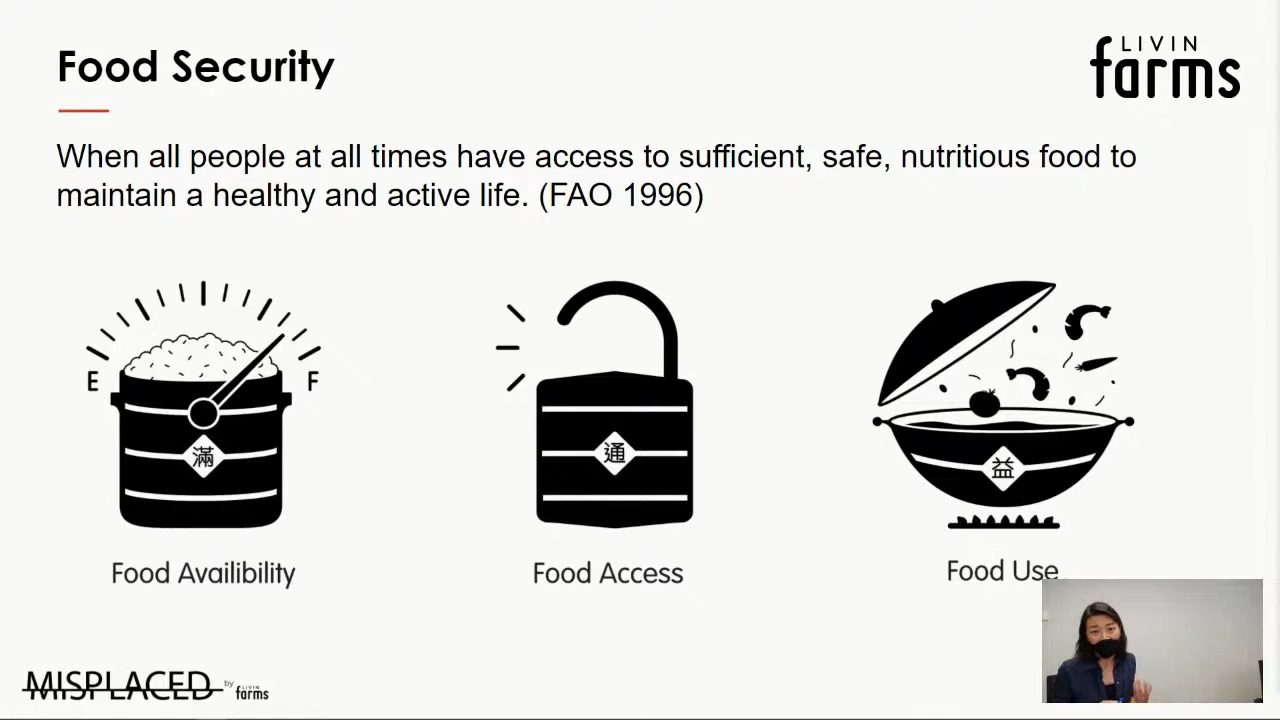 Food Security
LIVIN
farms
When all people at all times have access to sufficient, safe, nutritious food to
maintain a healthy and active life. (FAO 1996)
E
F
滿
通
益
Food Availibility
Food Access
Food Use
MISPLACED by LIVIN farms